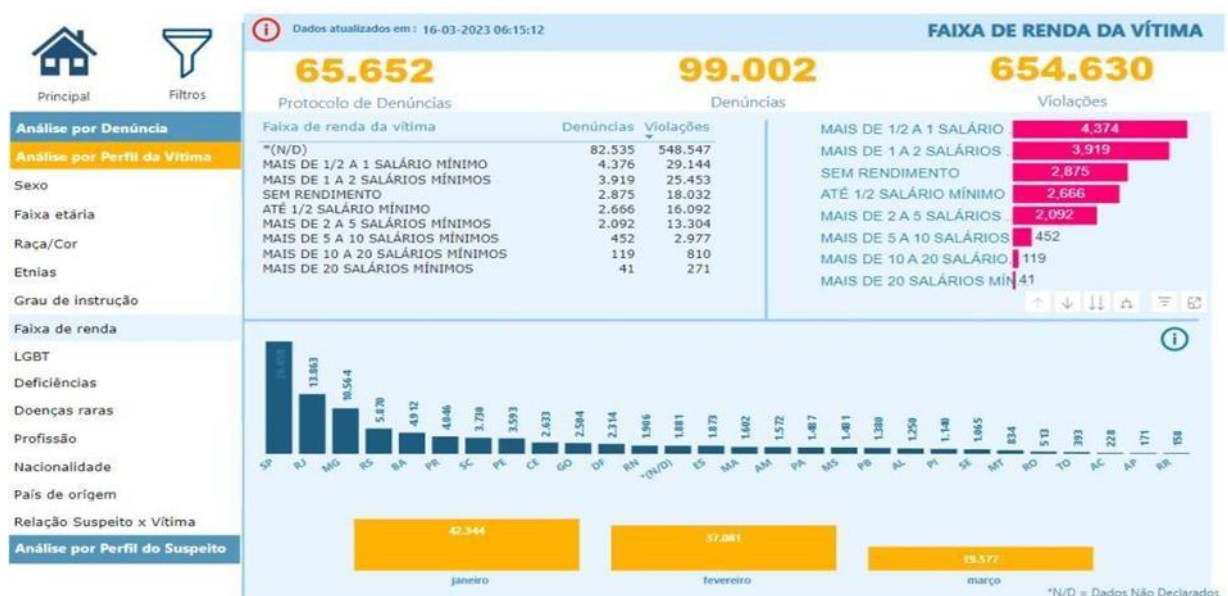 Dados atualizados em : 16-03-2023 06:15:12
FAIXA DE RENDA DA VÍTIMA
Principal
Filtros
65.652
Protocolo de Denúncias
99.002
Denúncias
654.630
Violações
Análise por Denúncia
Análise por Perfil da Vítima
Sexo
Faixa etária
Raça/Cor
Etnias
Grau de instrução
Faixa de renda
LGBT
Deficiências
Doenças raras
Profissão
Nacionalidade
País de orígem
Relação Suspeito x Vítima
Análise por Perfil do Suspeito
Faixa de renda da vítima Denúncias Violações
*(N/D) 82.535 548.547
MAIS DE 1/2 A 1 SALÁRIO MÍNIMO 4.376 29.144
MAIS DE 1 A 2 SALÁRIOS MÍNIMOS 3.919 25.453
SEM RENDIMENTO 2.875 18.032
ATÉ 1/2 SALÁRIO MÍNIMO 2.666 16.092
MAIS DE 2 A 5 SALÁRIOS MÍNIMOS 2.092 13.304
MAIS DE 5 A 10 SALÁRIOS MÍNIMOS 452 2.977
MAIS DE 10 A 20 SALÁRIOS MÍNIMOS 119 810
MAIS DE 20 SALÁRIOS MÍNIMOS 41 271
MAIS DE 1/2 A 1 SALÁRIO ... 4,374
MAIS DE 1 A 2 SALÁRIOS ... 3,919
SEM RENDIMENTO 2,875
ATÉ 1/2 SALÁRIO MÍNIMO 2,666
MAIS DE 2 A 5 SALÁRIOS ... 2,092
MAIS DE 5 A 10 SALÁRIOS 452
MAIS DE 10 A 20 SALÁRIO... 119
MAIS DE 20 SALÁRIOS MÍN 41
13.863 10.564 5.870 4.912 4.046 3.730 3.593 2.633 2.504 2.314 1.906 1.881 1.873 1.602 1.572 1.487 1.481 1.380 1.250 1.140 1.065 834 513 393 228 171 158
SP RJ MG RS BA PR SC PE CE GO DF RN *(N/D) ES MA AM PA MS PB AL PI SE MT RO TO AC AP RR
42.344 37.081 19.577
janeiro fevereiro março
*N/D = Dados Não Declarados